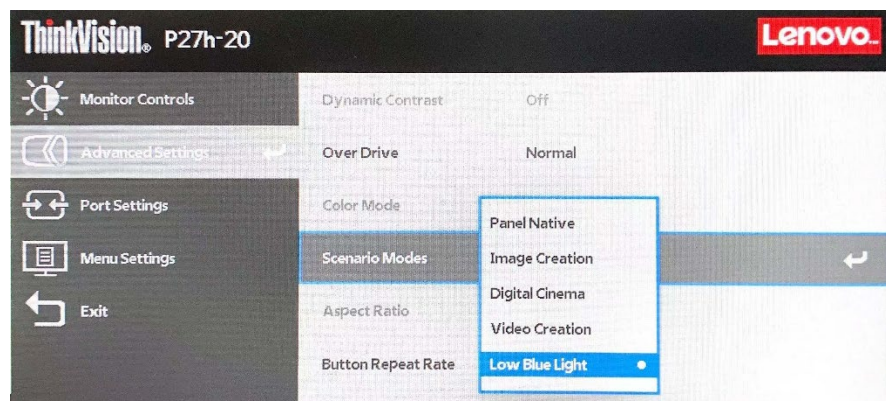 ThinkVision® P27h-20
Lenovo™
Monitor Controls
Advanced Settings
Port Settings
Menu Settings
Exit
Dynamic Contrast Off
Over Drive Normal
Color Mode
Scenario Modes
Aspect Ratio
Button Repeat Rate
Panel Native
Image Creation
Digital Cinema
Video Creation
Low Blue Light